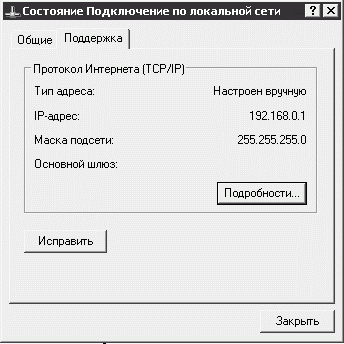 Состояние Подключение по локальной сети
Общие Поддержка
Протокол Интернета (TCP/IP)
Тип адреса: Настроен вручную
IP-адрес: 192.168.0.1
Маска подсети: 255.255.255.0
Основной шлюз:
Подробности...
Исправить
Закрыть